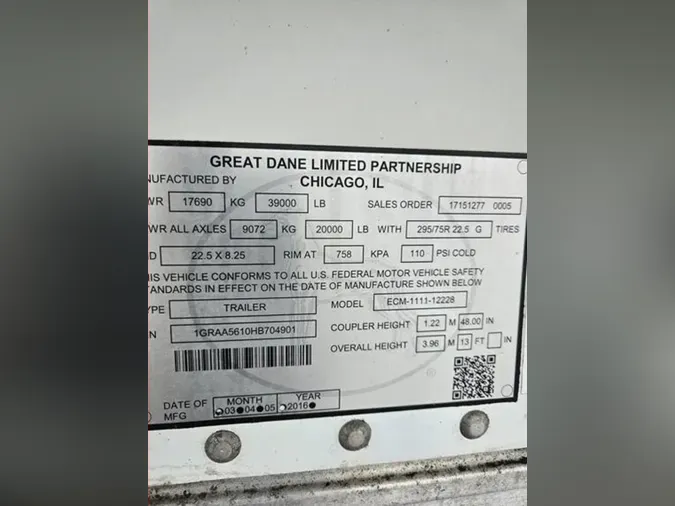 GREAT DANE LIMITED PARTNERSHIP
NUFACTURED BY CHICAGO, IL
WR 17690 KG 39000 LB SALES ORDER 17151277 0005
WR ALL AXLES 9072 KG 20000 LB WITH 295/75R 22.5 G TIRES
D 22.5 X 8.25 RIM AT 758 KPA 110 PSI COLD
IS VEHICLE CONFORMS TO ALL U.S. FEDERAL MOTOR VEHICLE SAFETY
TANDARDS IN EFFECT ON THE DATE OF MANUFACTURE SHOWN BELOW
YPE TRAILER MODEL ECM-1111-12228
N 1GRAA5610HB704901 COUPLER HEIGHT 1.22 M 48.00 IN
OVERALL HEIGHT 3.96 M 13 FT IN
DATE OF MFG MONTH YEAR
03 04 05 2016